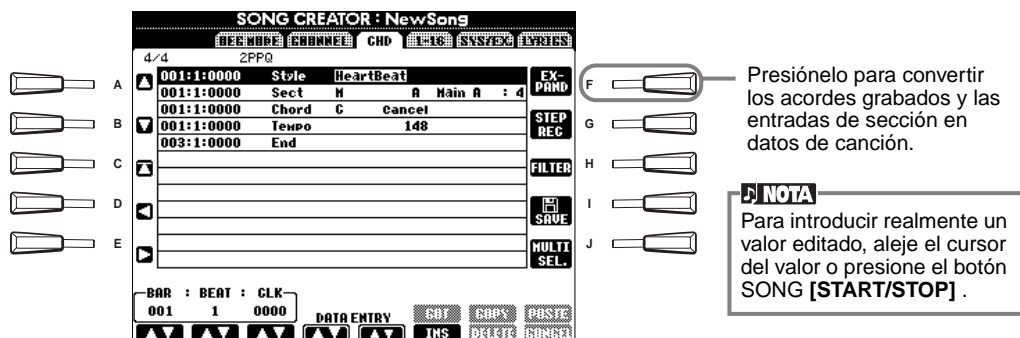 SONG CREATOR : NewSong
REC MODE CHANNEL CHD 1-16 SYS/EX. LYRICS
4/4 2PPQ
001:1:0000 Style HeartBeat
001:1:0000 Sect M A Main A : 4
001:1:0000 Chord C Cancel
001:1:0000 Tempo 148
003:1:0000 End
A
B
C
D
E
EX-
PAND
STEP
REC
FILTER
SAVE
MULTI
SEL.
F
G
H
I
J
BAR : BEAT : CLK
001 1 0000
DATA ENTRY
CUT COPY PASTE
INS DELETE
Presiónelo para convertir
los acordes grabados y las
entradas de sección en
datos de canción.
NOTA
Para introducir realmente un
valor editado, aleje el cursor
del valor o presione el botón
SONG [START/STOP] .